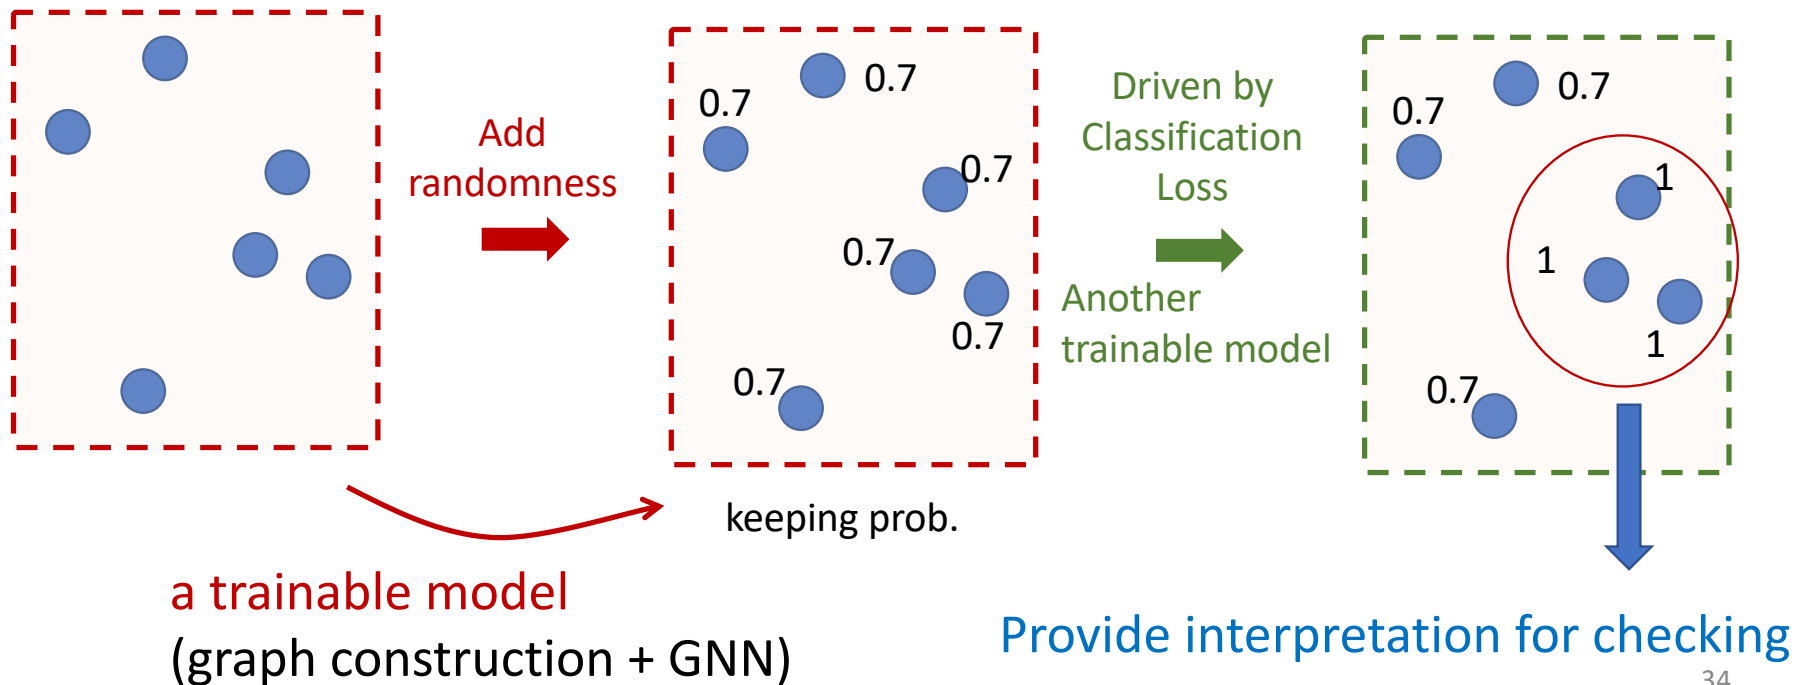 Add
randomness
0.7
0.7
0.7
0.7
0.7
0.7
keeping prob.
a trainable model
(graph construction + GNN)
Driven by
Classification
Loss
Another
trainable model
0.7
0.7
1
1
1
0.7
Provide interpretation for checking
34